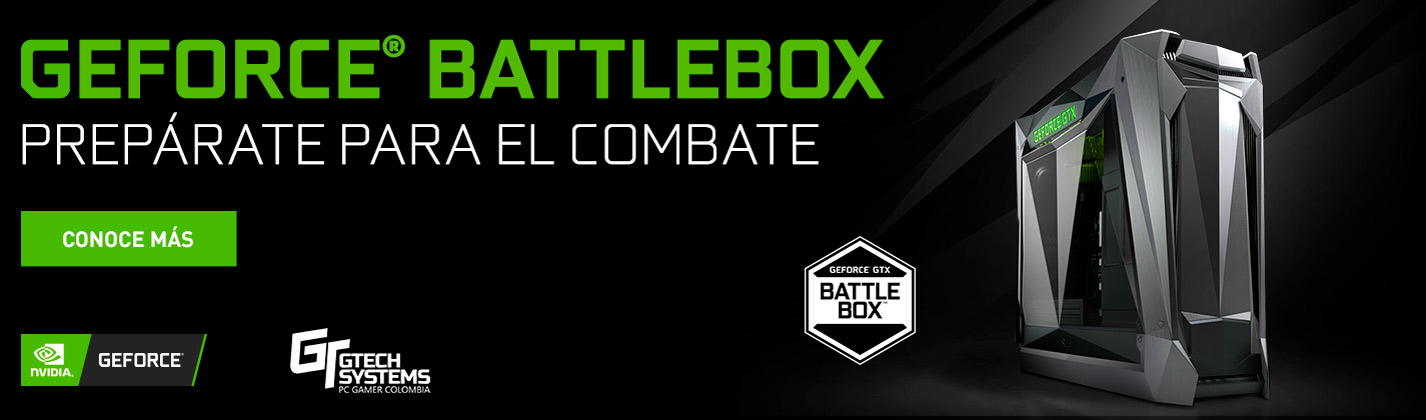 GEFORCE® BATTLEBOX
PREPÁRATE PARA EL COMBATE
CONOCE MÁS
GEFORCE GTX
GEFORCE® GTX
BATTLE
BOX™
NVIDIA.
GEFORCE®
GT GTECH
SYSTEMS
PC GAMER COLOMBIA